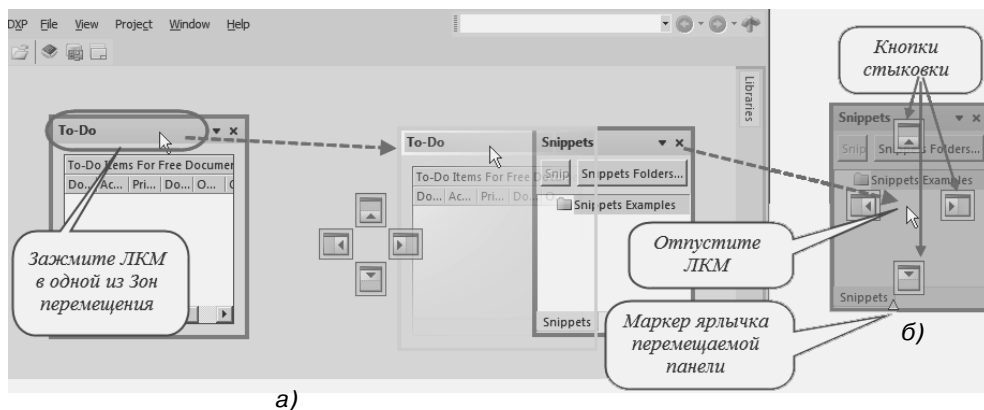 DXP File View Project Window Help
Libraries
To-Do
To-Do Items For Free Documen
Do... Ac... Pri... Do... O...
Зажмите ЛКМ
в одной из Зон
перемещения
To-Do
To-Do Items For Free
Do... Ac... Pri... Do... O...
Snippets
Snip Snippets Folders...
Snippets Examples
Snippets
Кнопки
стыковки
Snippets
Snip Snippets Folders...
Snippets Examples
Snippets
Отпустите
ЛКМ
Маркер ярлычка
перемещаемой
панели
а)
б)